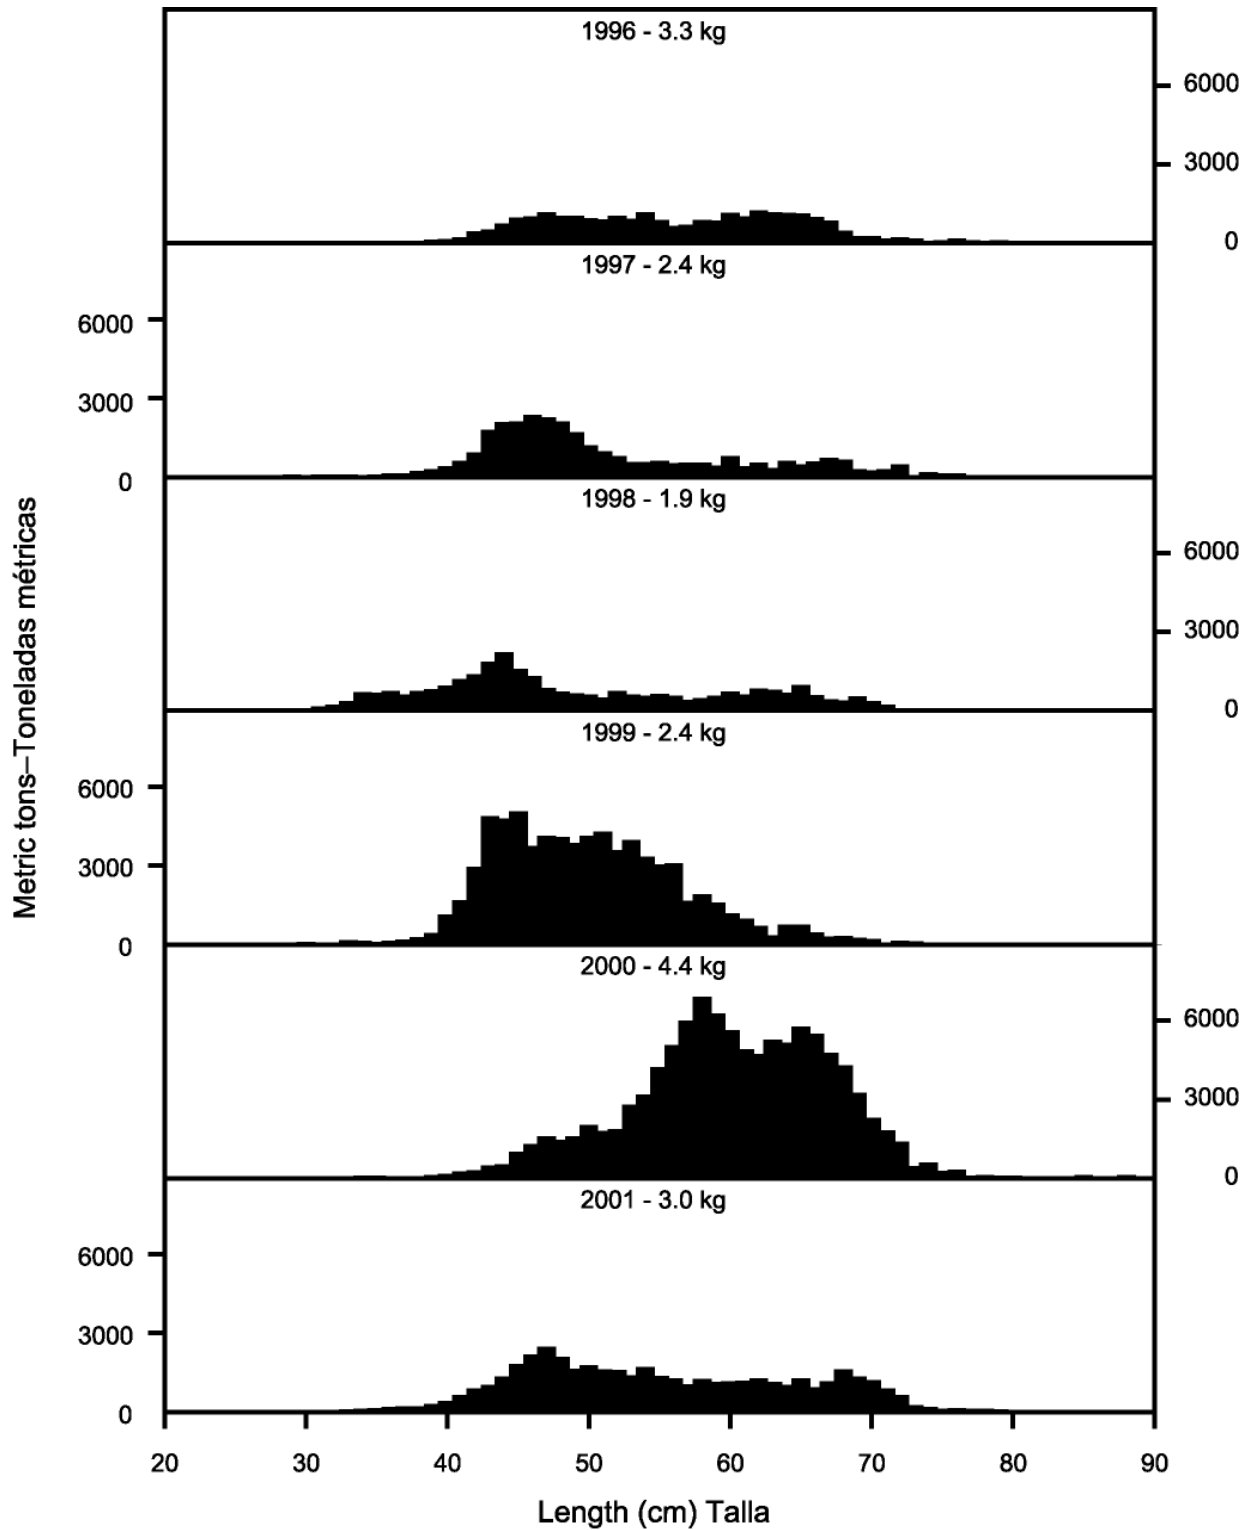 1996 - 3.3 kg
6000
3000
0
1997 - 2.4 kg
6000
3000
0
1998 - 1.9 kg
6000
3000
0
1999 - 2.4 kg
6000
3000
0
2000 - 4.4 kg
6000
3000
0
2001 - 3.0 kg
6000
3000
0
Metric tons–Toneladas métricas
20 30 40 50 60 70 80 90
Length (cm) Talla